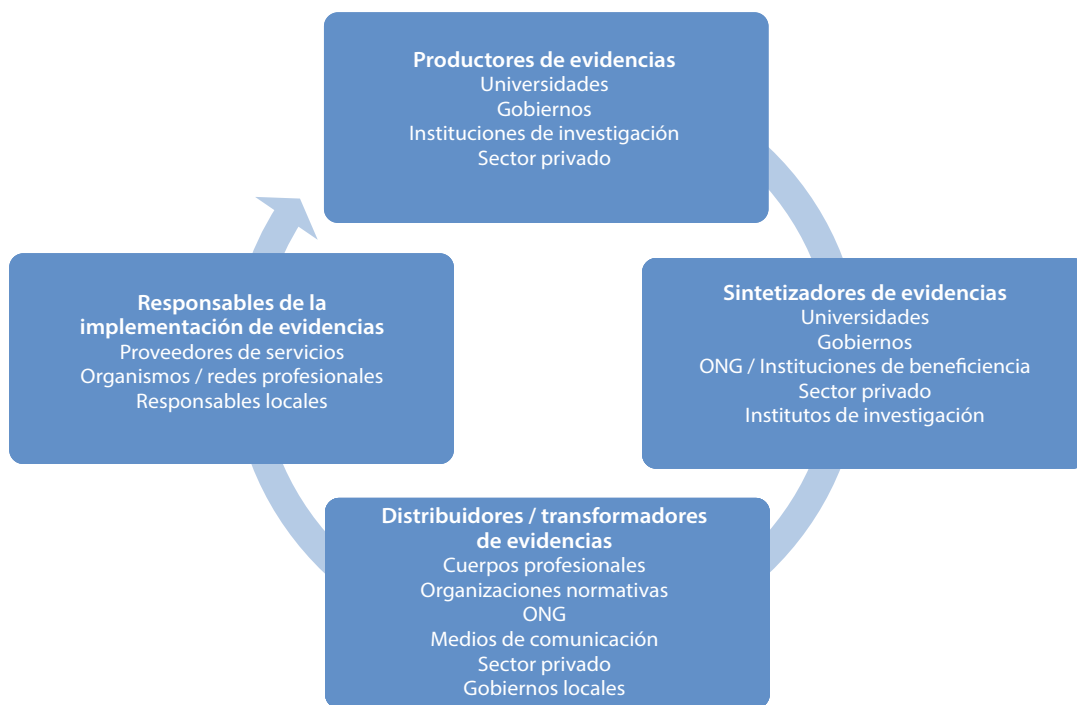 Productores de evidencias
Universidades
Gobiernos
Instituciones de investigación
Sector privado
Sintetizadores de evidencias
Universidades
Gobiernos
ONG / Instituciones de beneficiencia
Sector privado
Institutos de investigación
Distribuidores / transformadores
de evidencias
Cuerpos profesionales
Organizaciones normativas
ONG
Medios de comunicación
Sector privado
Gobiernos locales
Responsables de la
implementación de evidencias
Proveedores de servicios
Organismos / redes profesionales
Responsables locales